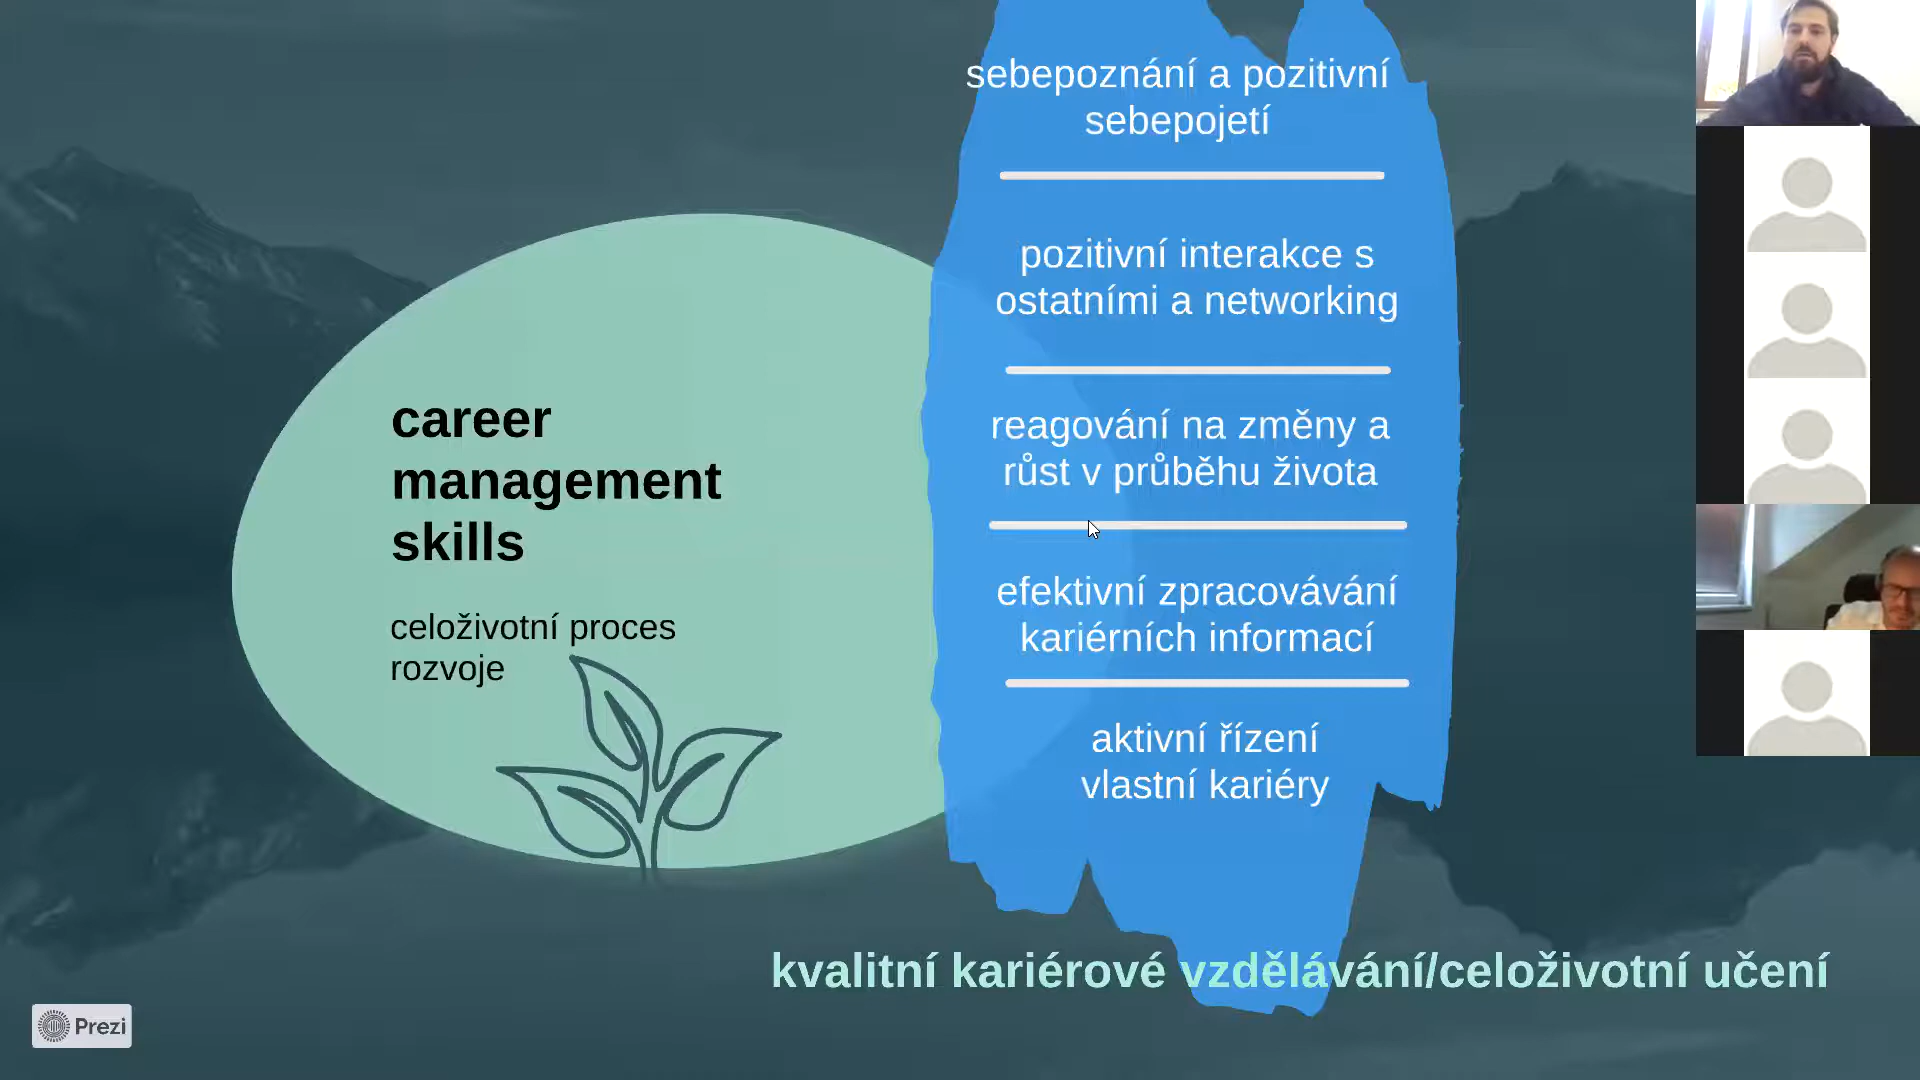 career
management
skills
celoživotní proces
rozvoje
sebepoznání a pozitivní
sebepojetí
pozitivní interakce s
ostatními a networking
reagování na změny a
růst v průběhu života
efektivní zpracovávání
kariérních informací
aktivní řízení
vlastní kariéry
kvalitní kariérové vzdělávání/celoživotní učení
Prezi